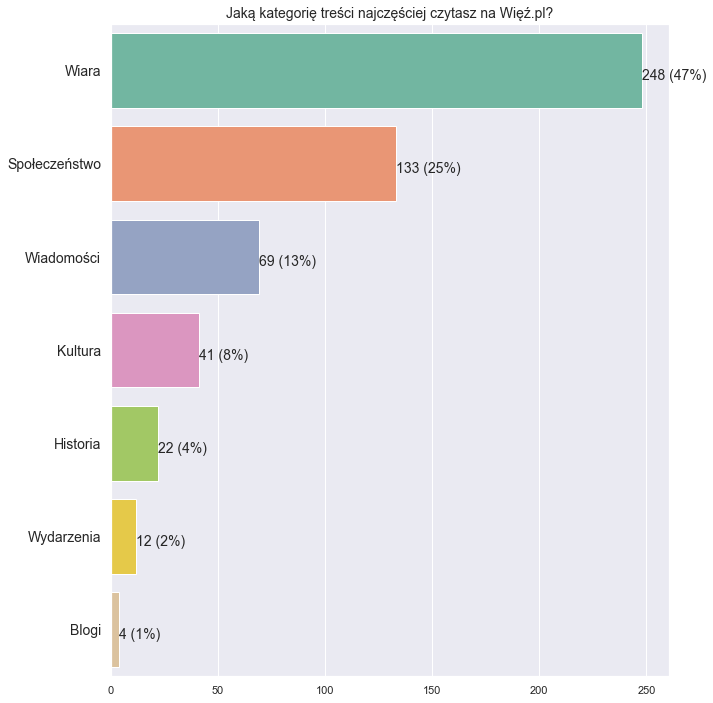 Jaką kategorię treści najczęściej czytasz na Więź.pl?
Wiara
248 (47%)
Społeczeństwo
133 (25%)
Wiadomości
69 (13%)
Kultura
41 (8%)
Historia
22 (4%)
Wydarzenia
12 (2%)
Blogi
4 (1%)
0 50 100 150 200 250